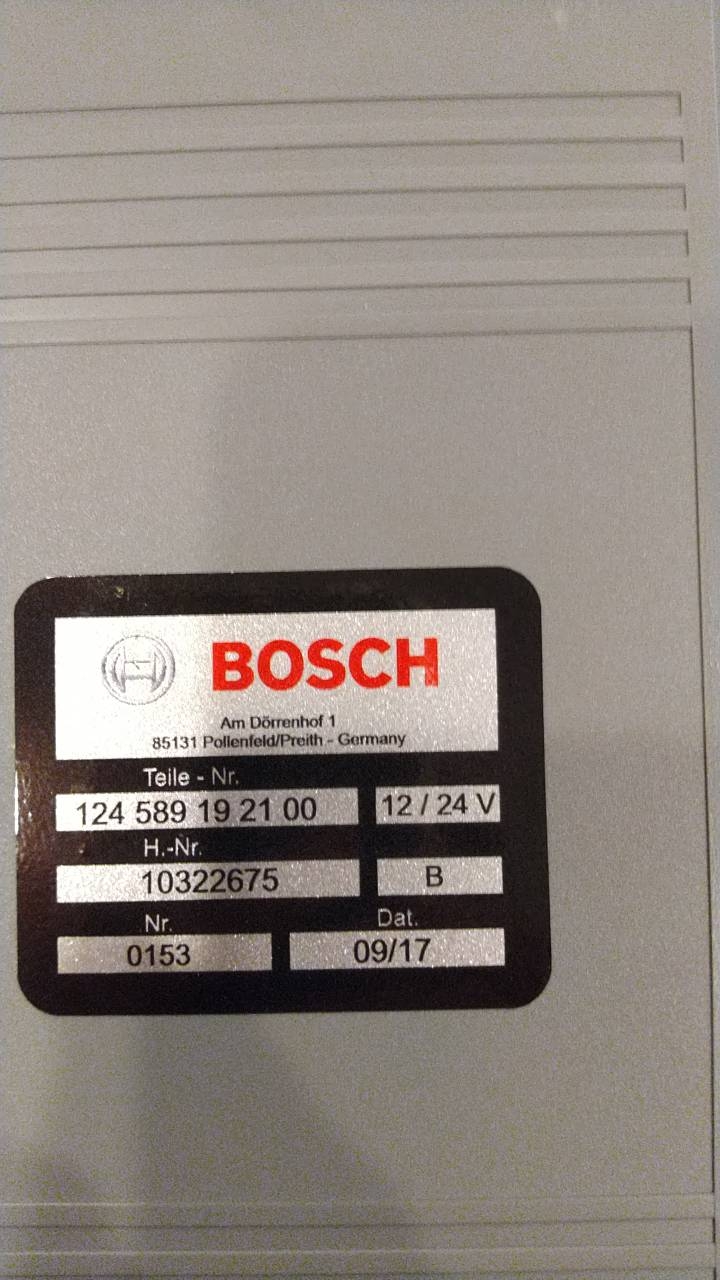 BOSCH
Am Dörrenhof 1
85131 Pollenfeld/Preith - Germany
Teile - Nr.
124 589 19 21 00 12 / 24 V
H.-Nr.
10322675 B
Nr. Dat.
0153 09/17